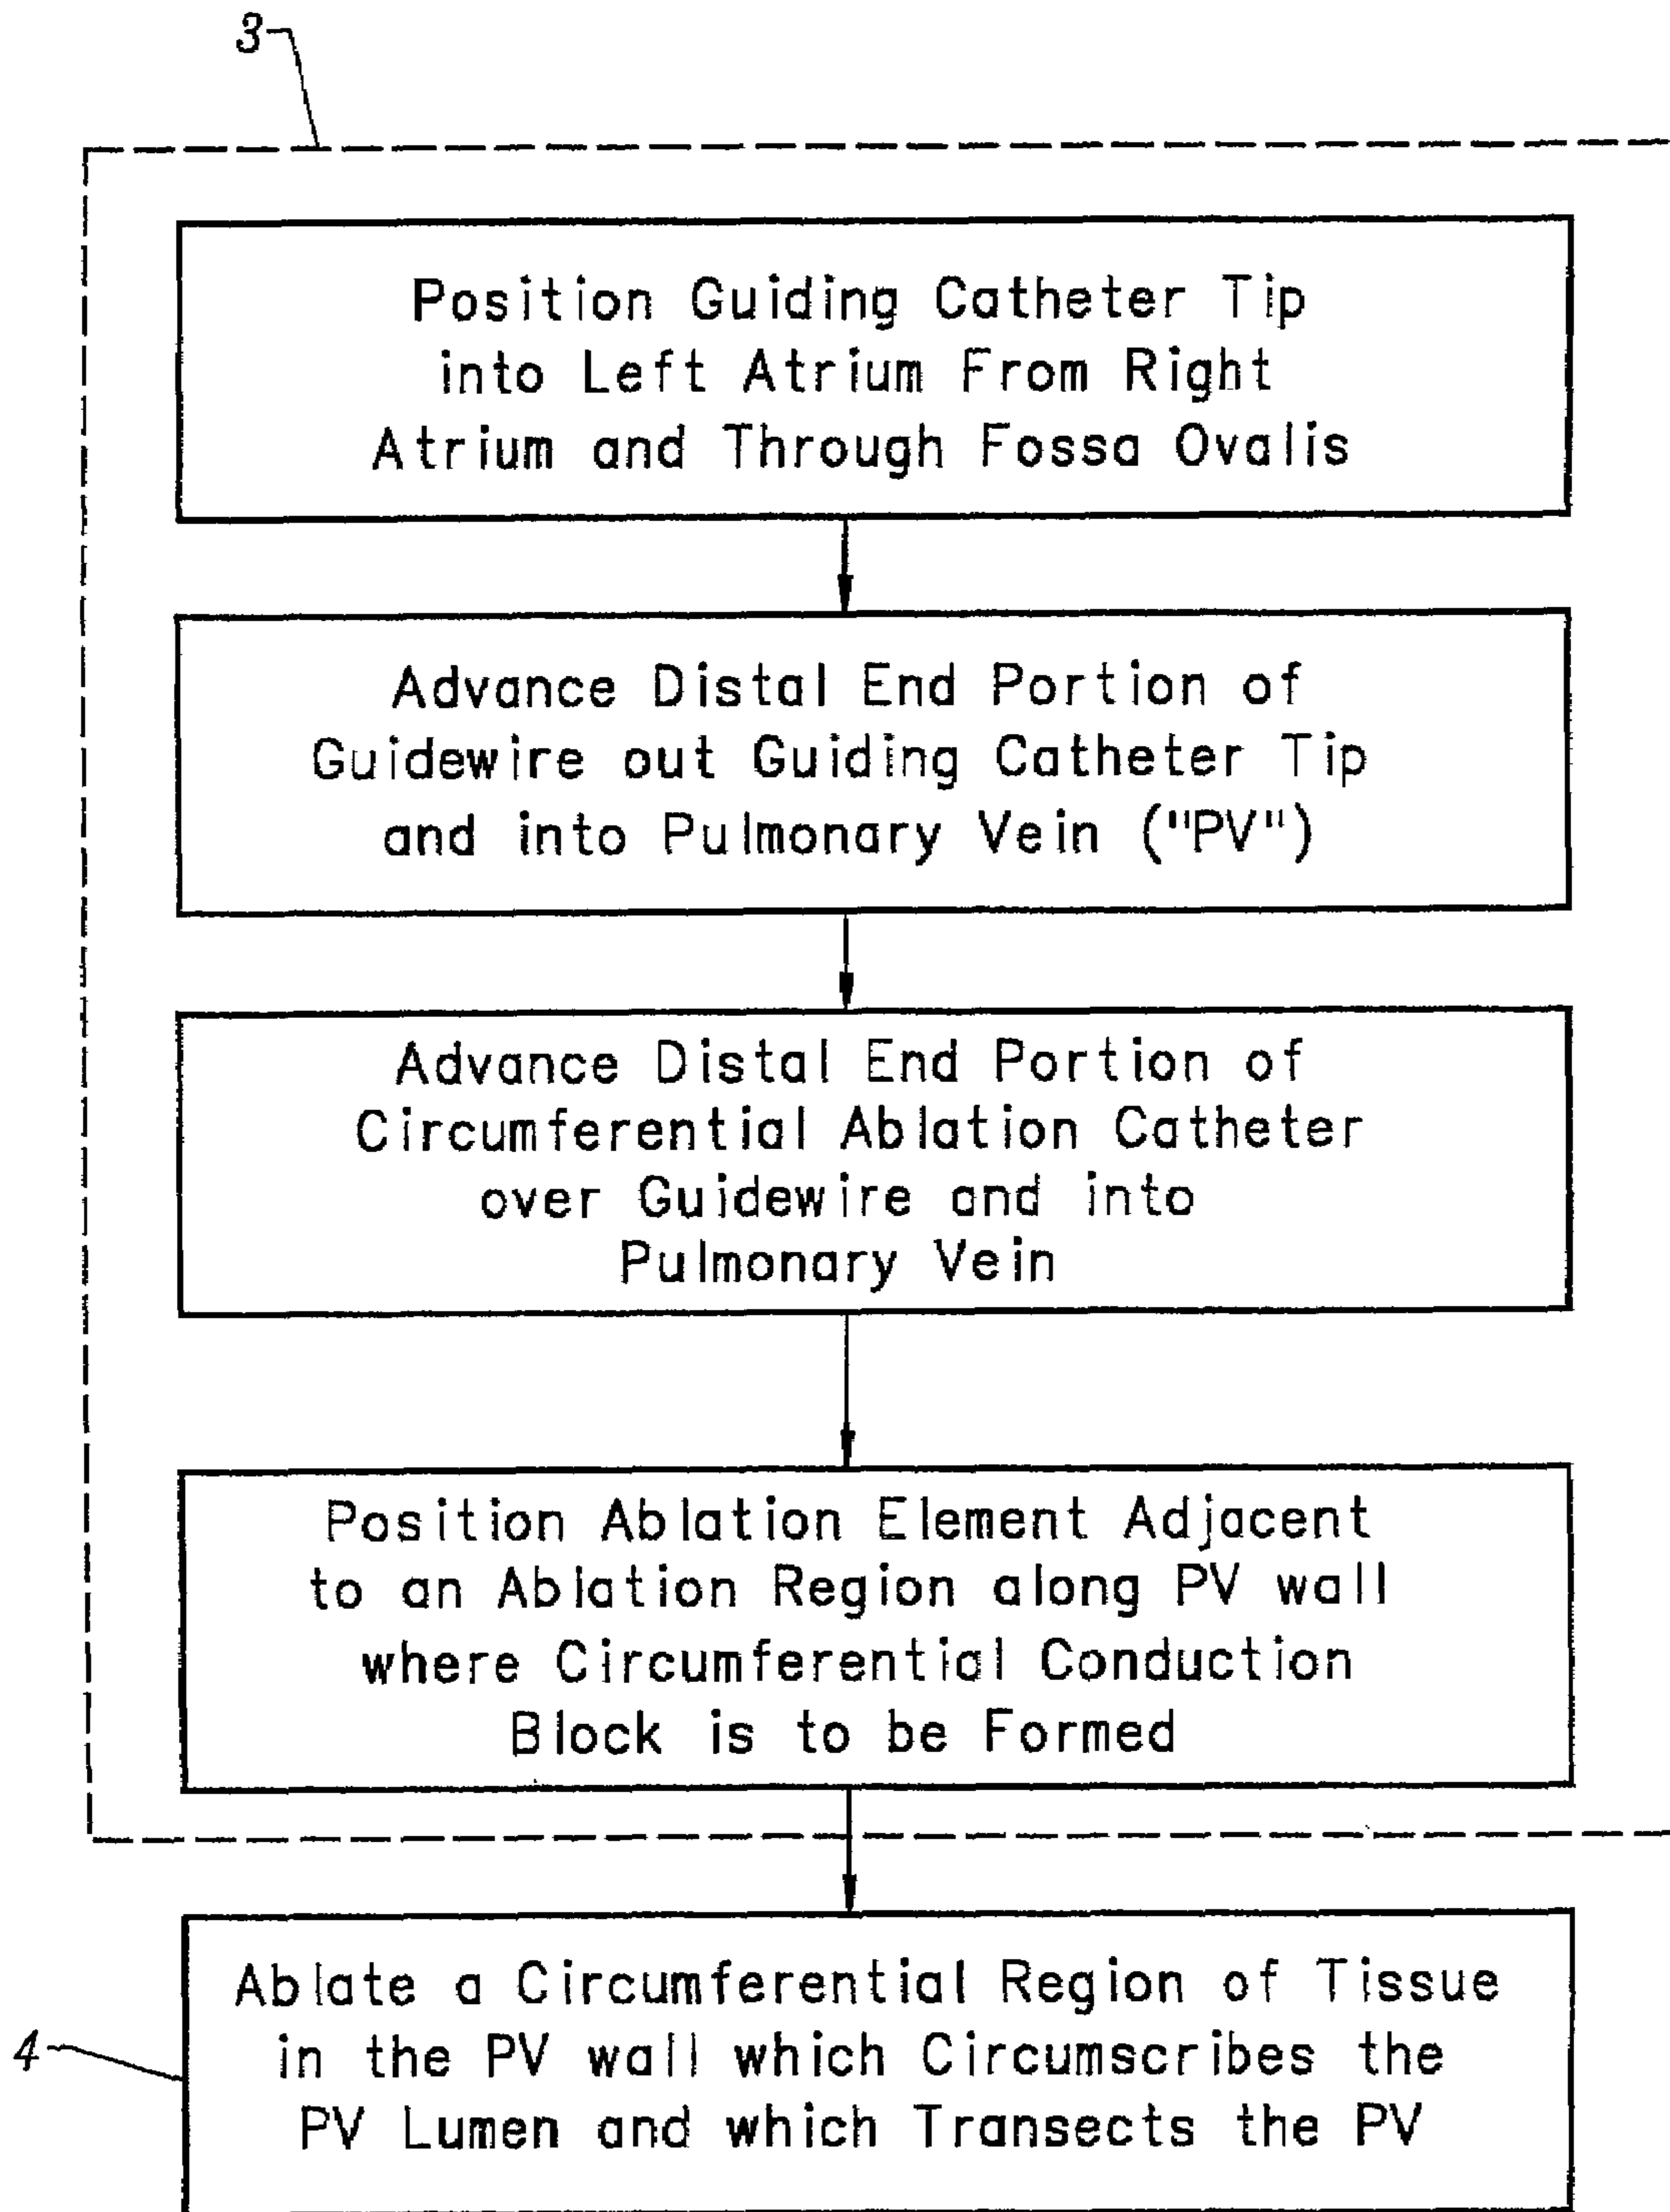 3
Position Guiding Catheter Tip
into Left Atrium From Right
Atrium and Through Fossa Ovalis
Advance Distal End Portion of
Guidewire out Guiding Catheter Tip
and into Pulmonary Vein ("PV")
Advance Distal End Portion of
Circumferential Ablation Catheter
over Guidewire and into
Pulmonary Vein
Position Ablation Element Adjacent
to an Ablation Region along PV wall
where Circumferential Conduction
Block is to be Formed
4
Ablate a Circumferential Region of Tissue
in the PV wall which Circumscribes the
PV Lumen and which Transects the PV